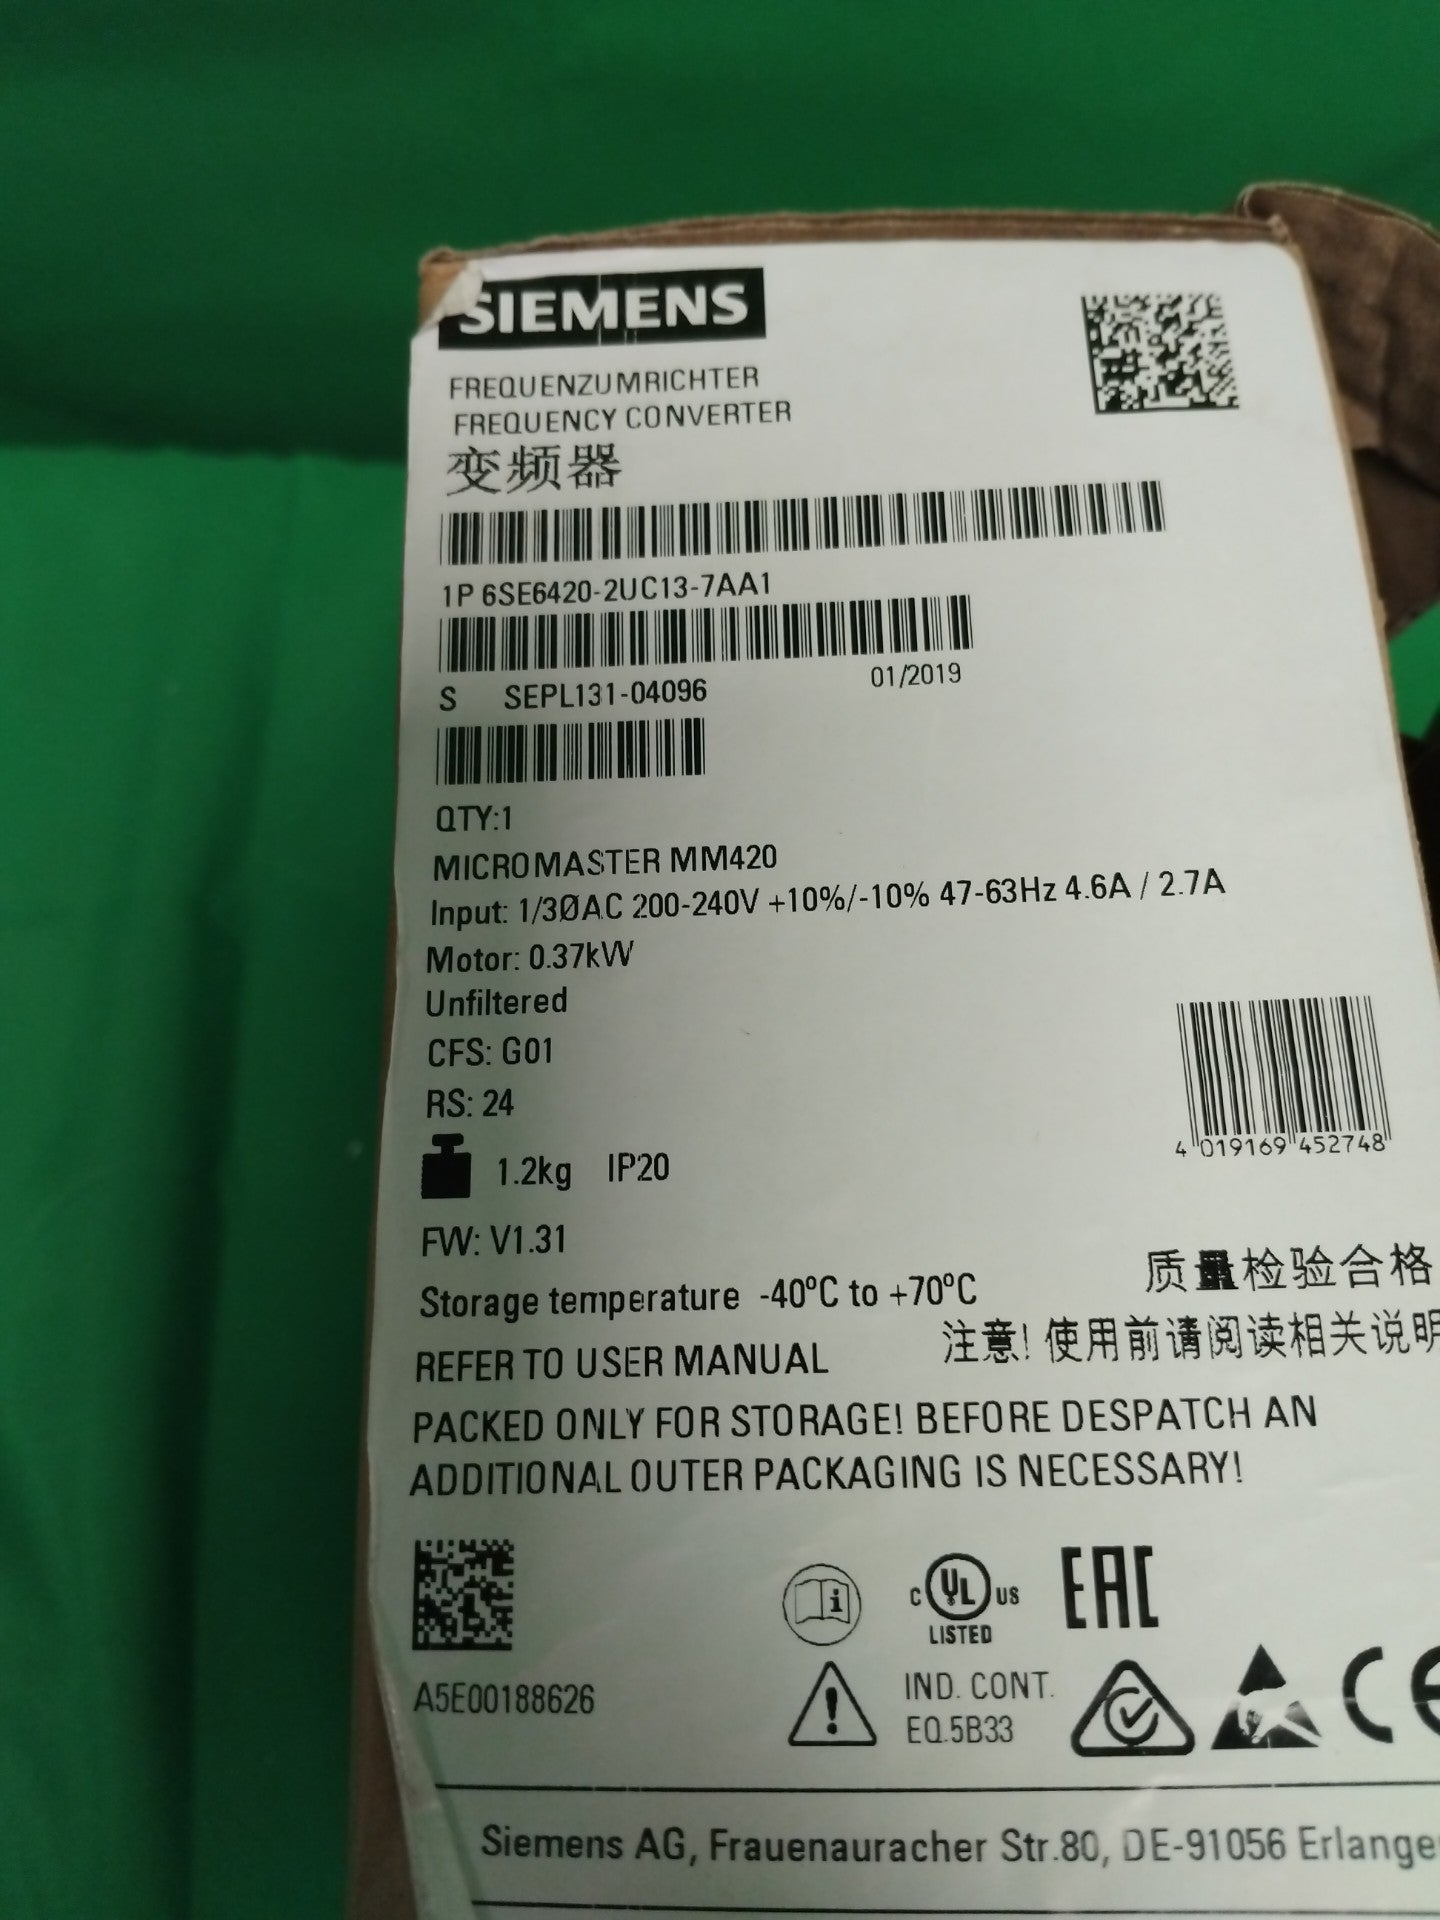 SIEMENS
FREQUENZUMRICHTER
FREQUENCY CONVERTER
变频器
1P 6SE6420-2UC13-7AA1
S SEPL131-04096 01/2019
QTY:1
MICROMASTER MM420
Input: 1/3ØAC 200-240V +10%/-10% 47-63Hz 4.6A / 2.7A
Motor: 0.37kW
Unfiltered
CFS: G01
RS: 24
4 019169 452748
1.2kg IP20
FW: V1.31
质量检验合格
Storage temperature -40ºC to +70ºC
注意! 使用前请阅读相关说明
REFER TO USER MANUAL
PACKED ONLY FOR STORAGE! BEFORE DESPATCH AN
ADDITIONAL OUTER PACKAGING IS NECESSARY!
i
C UL US
LISTED
EAC
A5E00188626
IND. CONT.
EQ.5B33
CE
Siemens AG, Frauenauracher Str.80, DE-91056 Erlange